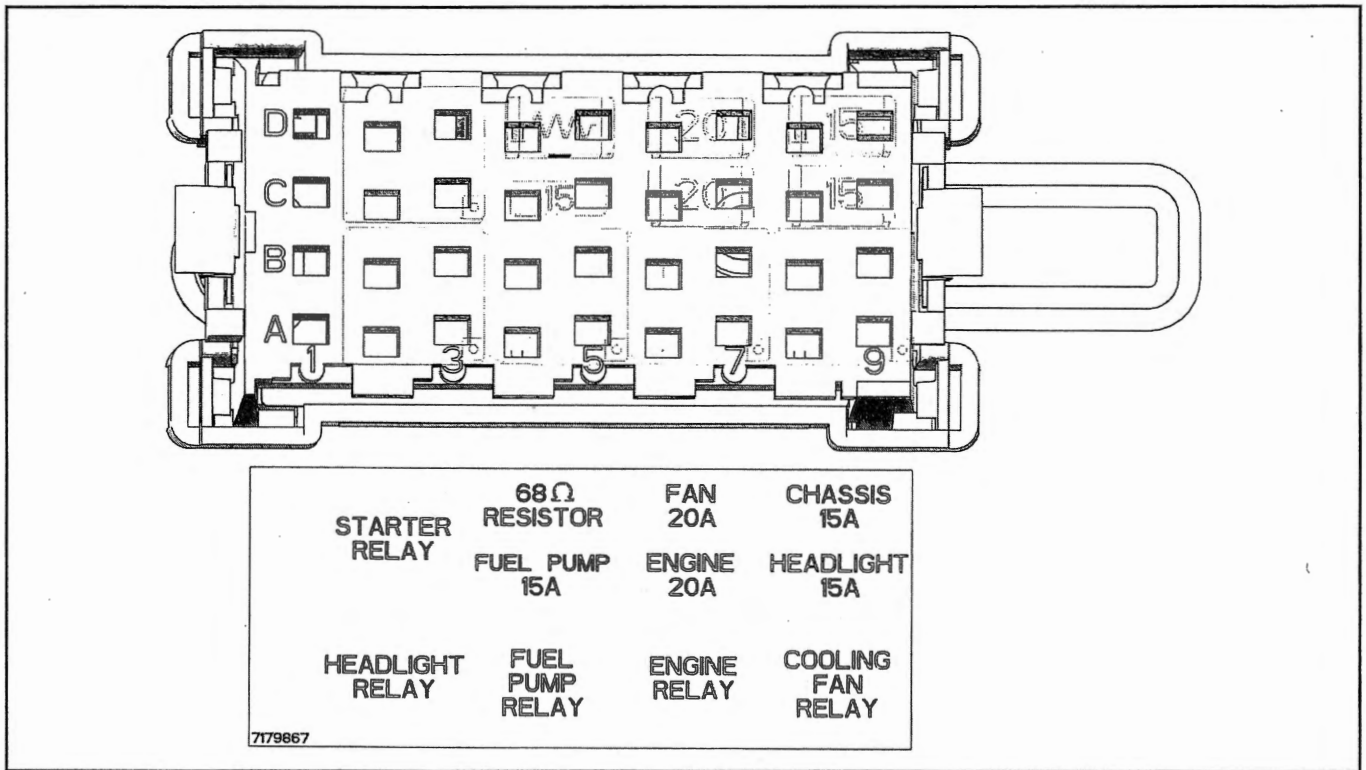 D
20
15
C
15
20
15
B
A
1
3
5
7
9
68Ω
RESISTOR
FAN
20A
CHASSIS
15A
STARTER
RELAY
FUEL PUMP
15A
ENGINE
20A
HEADLIGHT
15A
HEADLIGHT
RELAY
FUEL
PUMP
RELAY
ENGINE
RELAY
COOLING
FAN
RELAY
7179867